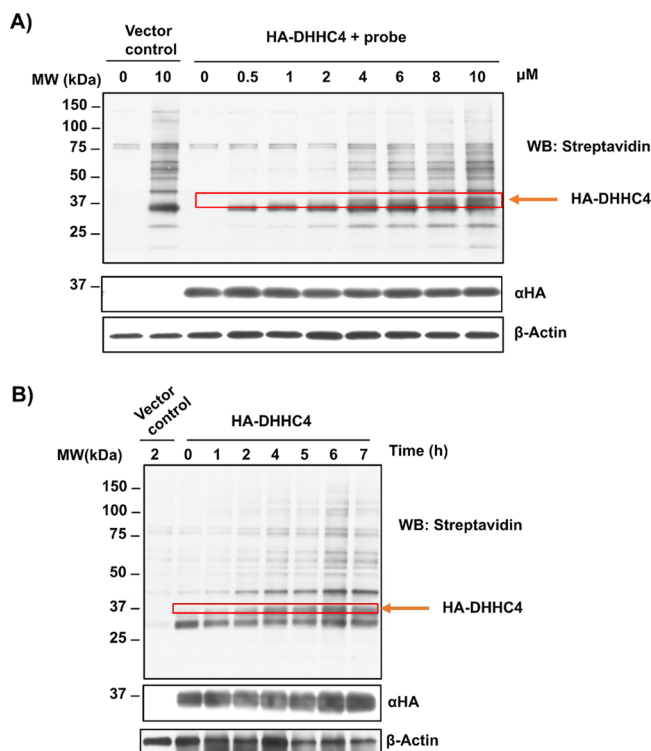 A)
Vector control
HA-DHHC4 + probe
MW (kDa) 0 10 0 0.5 1 2 4 6 8 10 μM
150
100
75
50
37
25
WB: Streptavidin
HA-DHHC4
37
αHA
β-Actin
B)
Vector control
HA-DHHC4
MW(kDa) 2 0 1 2 4 5 6 7 Time (h)
150
100
75
50
37
25
WB: Streptavidin
HA-DHHC4
37
αHA
β-Actin